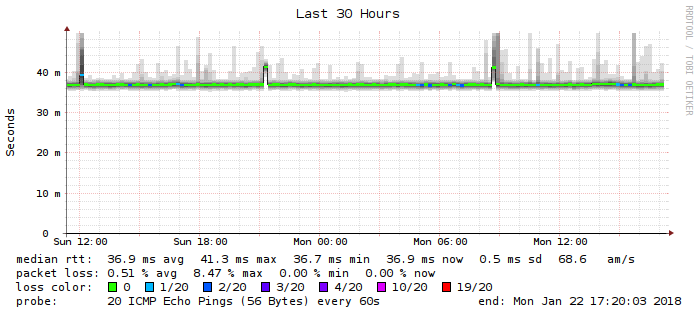 Last 30 Hours
RRDTOOL / TOBI OETIKER
Seconds
40 m
30 m
20 m
10 m
0
Sun 12:00 Sun 18:00 Mon 00:00 Mon 06:00 Mon 12:00
median rtt: 36.9 ms avg 41.3 ms max 36.7 ms min 36.9 ms now 0.5 ms sd 68.6 am/s
packet loss: 0.51 % avg 8.47 % max 0.00 % min 0.00 % now
loss color: 0 1/20 2/20 3/20 4/20 10/20 19/20
probe: 20 ICMP Echo Pings (56 Bytes) every 60s end: Mon Jan 22 17:20:03 2018